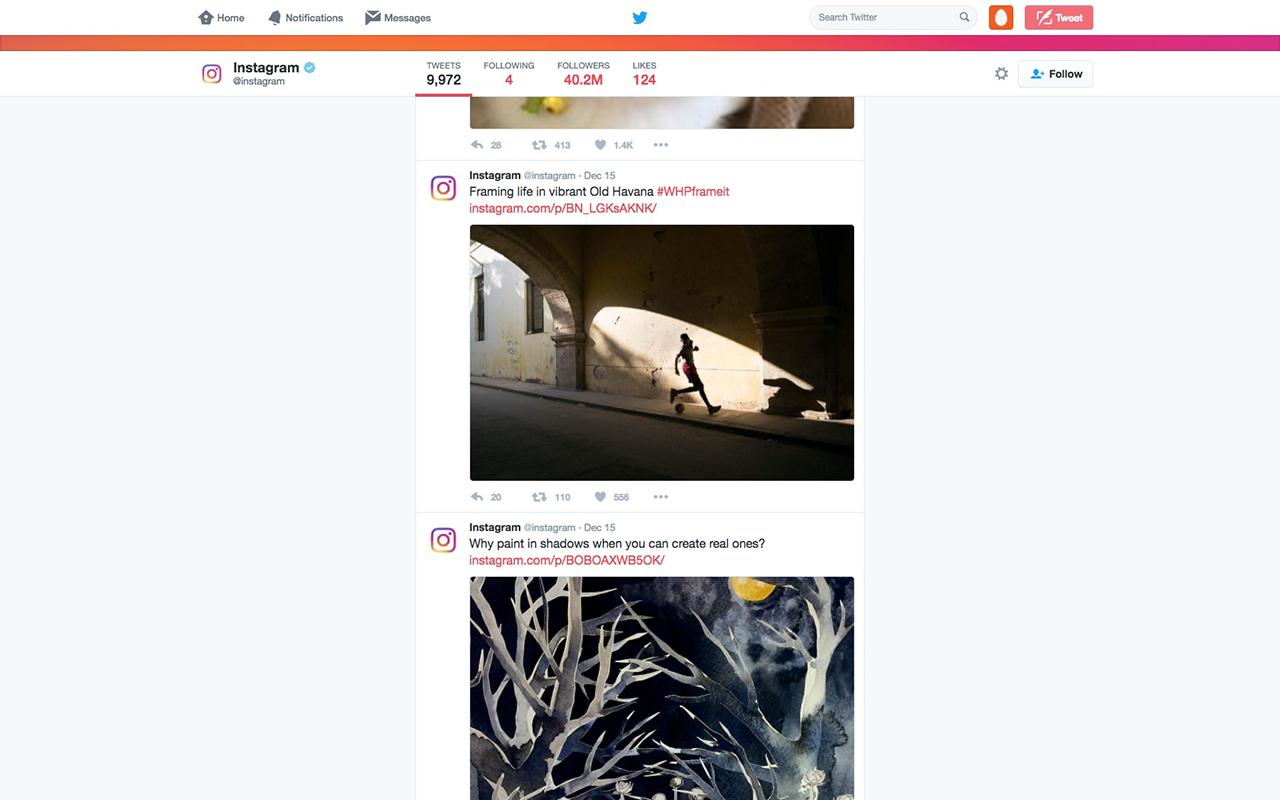 Home Notifications Messages Search Twitter Tweet
Instagram
@instagram
TWEETS FOLLOWING FOLLOWERS LIKES
9,972 4 40.2M 124
Follow
28 413 1.4K
Instagram @instagram · Dec 15
Framing life in vibrant Old Havana #WHPframeit
instagram.com/p/BN_LGKsAKNK/
20 110 556
Instagram @instagram · Dec 15
Why paint in shadows when you can create real ones?
instagram.com/p/BOBOAXWB5OK/